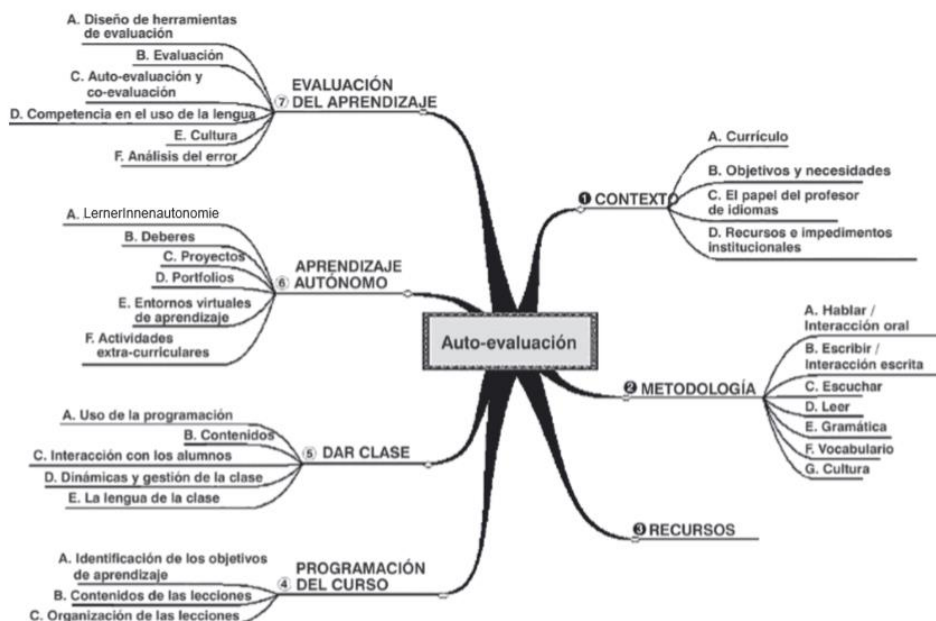 Auto-evaluación
❶ CONTEXTO
A. Currículo
B. Objetivos y necesidades
C. El papel del profesor
de idiomas
D. Recursos e impedimentos
institucionales
❷ METODOLOGÍA
A. Hablar /
Interacción oral
B. Escribir /
Interacción escrita
C. Escuchar
D. Leer
E. Gramática
F. Vocabulario
G. Cultura
❸ RECURSOS
④ PROGRAMACIÓN
DEL CURSO
A. Identificación de los objetivos
de aprendizaje
B. Contenidos de las lecciones
C. Organización de las lecciones
⑤ DAR CLASE
A. Uso de la programación
B. Contenidos
C. Interacción con los alumnos
D. Dinámicas y gestión de la clase
E. La lengua de la clase
⑥ APRENDIZAJE
AUTÓNOMO
A. LernerInnenautonomie
B. Deberes
C. Proyectos
D. Portfolios
E. Entornos virtuales
de aprendizaje
F. Actividades
extra-curriculares
⑦ EVALUACIÓN
DEL APRENDIZAJE
A. Diseño de herramientas
de evaluación
B. Evaluación
C. Auto-evaluación y
co-evaluación
D. Competencia en el uso de la lengua
E. Cultura
F. Análisis del error